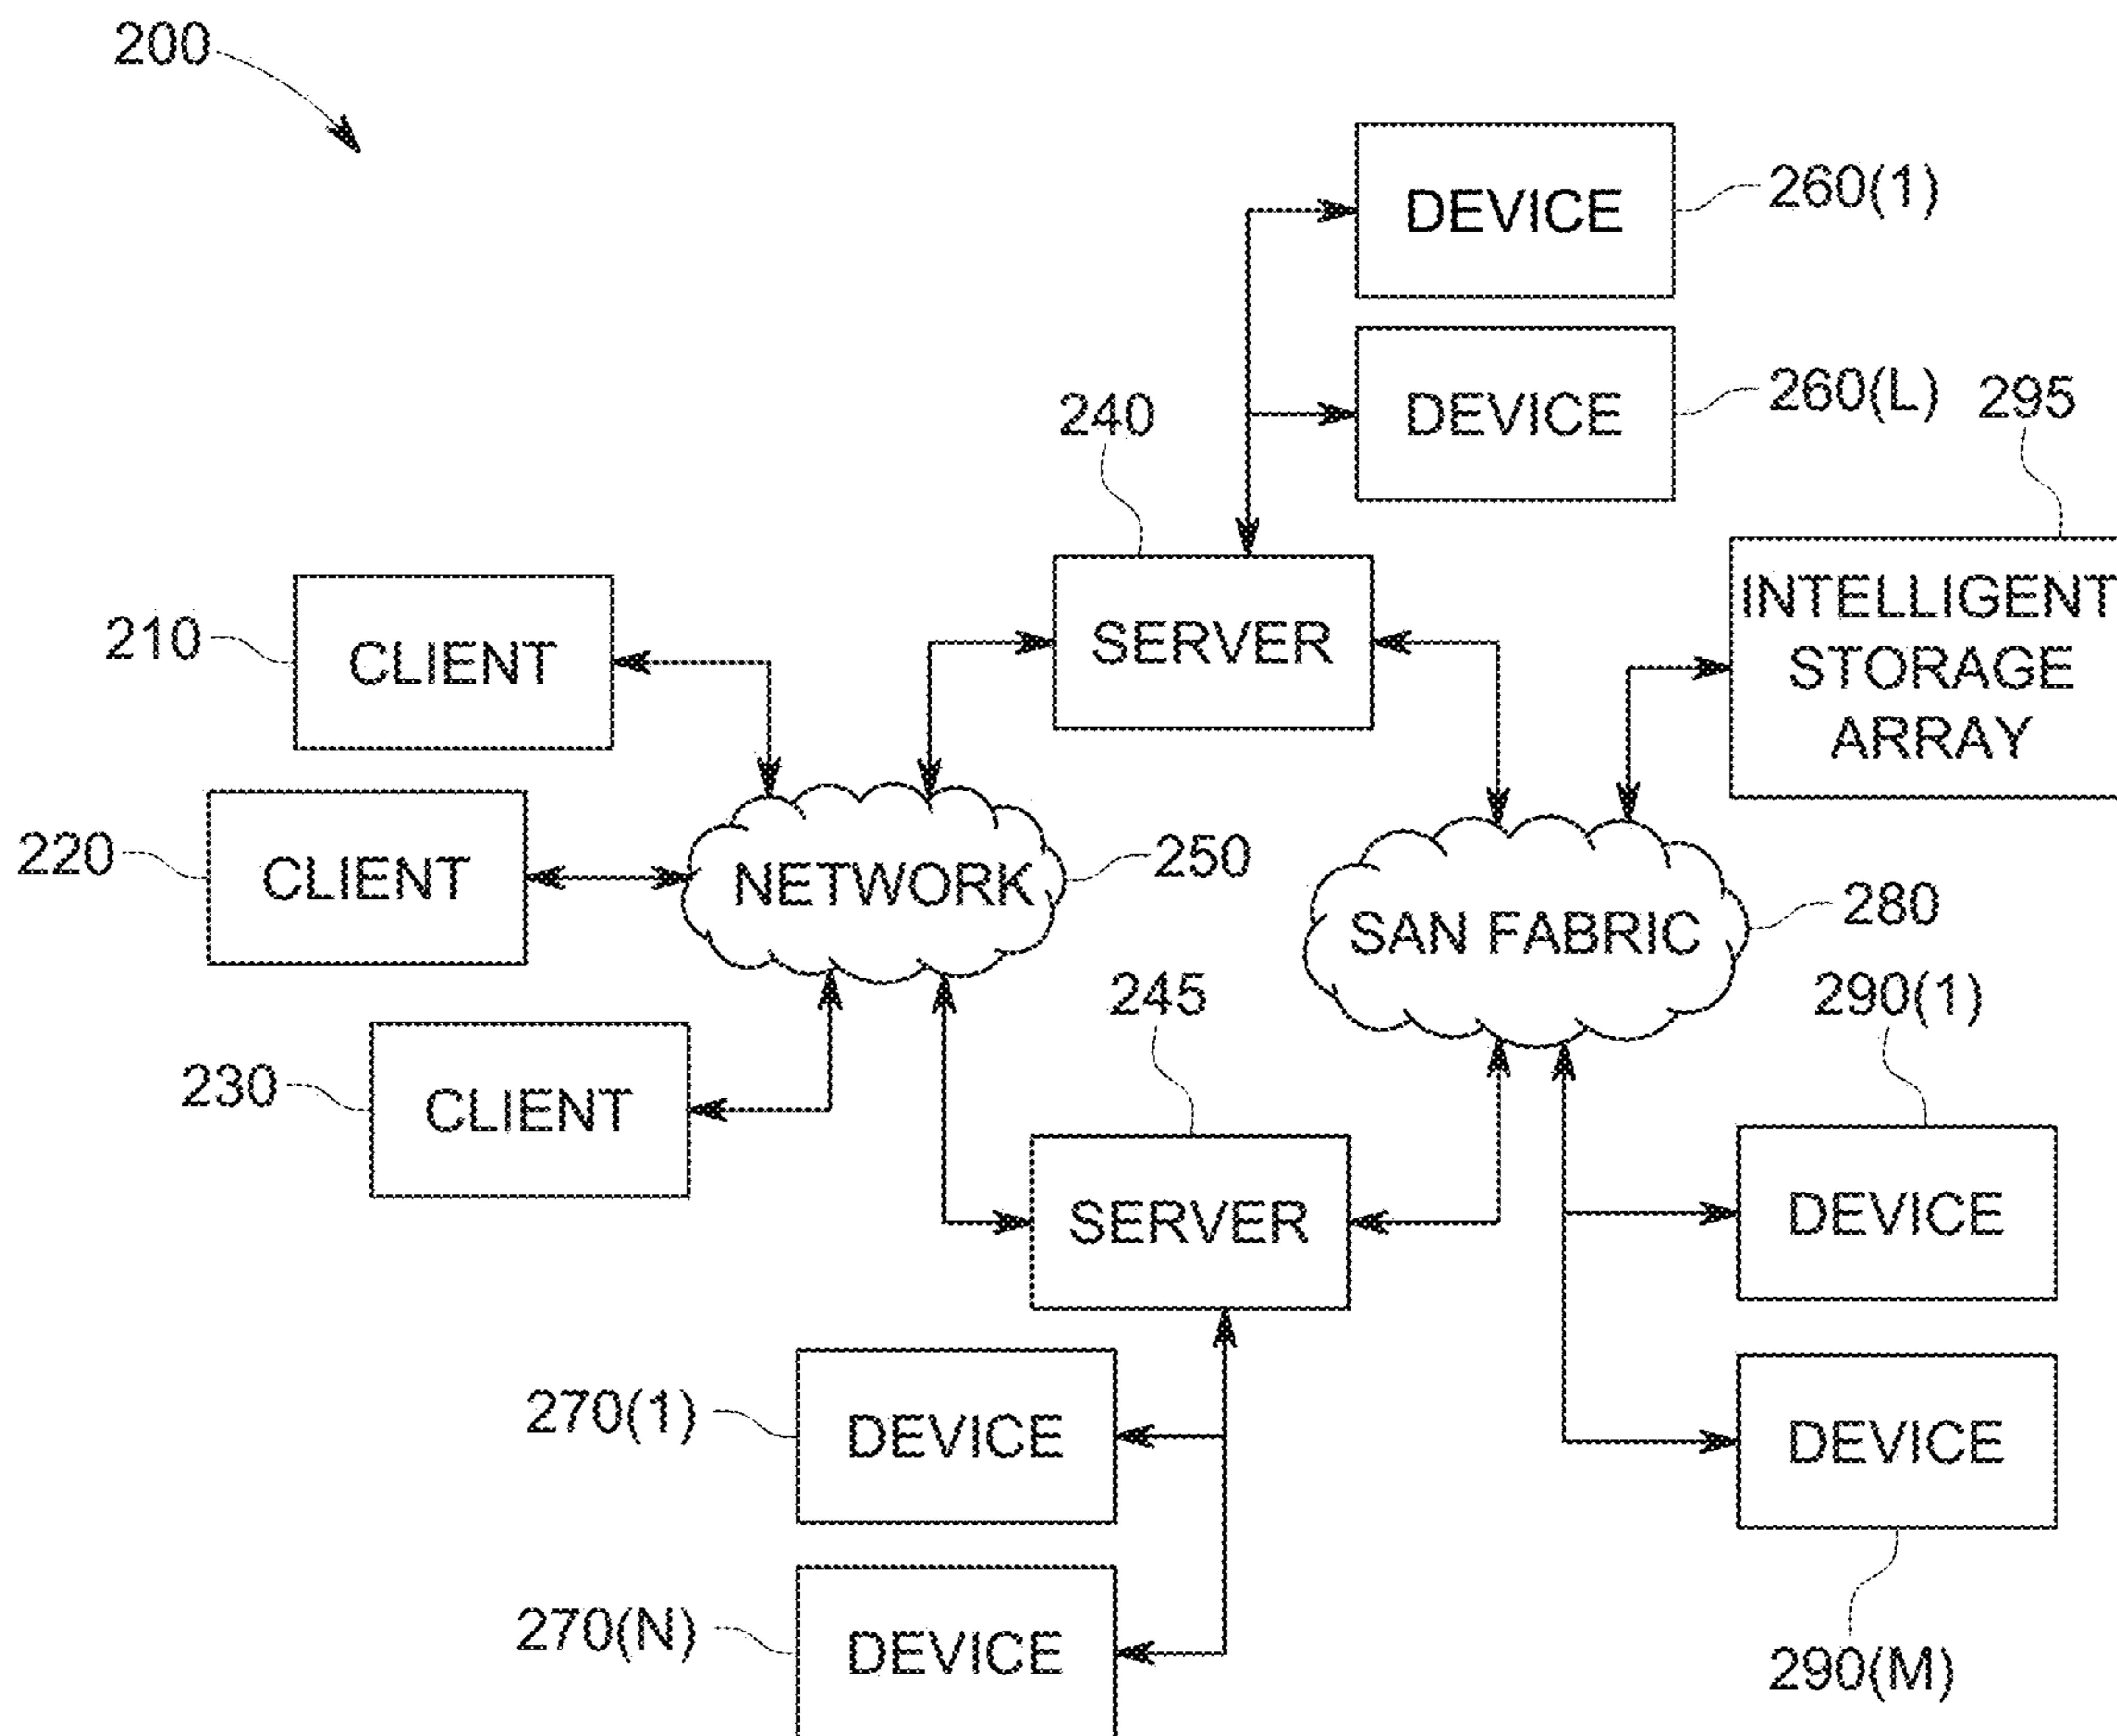 200
DEVICE
260(1)
DEVICE
260(L)
295
240
INTELLIGENT
STORAGE
ARRAY
SERVER
210
CLIENT
220
CLIENT
NETWORK
250
SAN FABRIC
280
245
290(1)
230
CLIENT
SERVER
DEVICE
270(1)
DEVICE
DEVICE
270(N)
DEVICE
290(M)